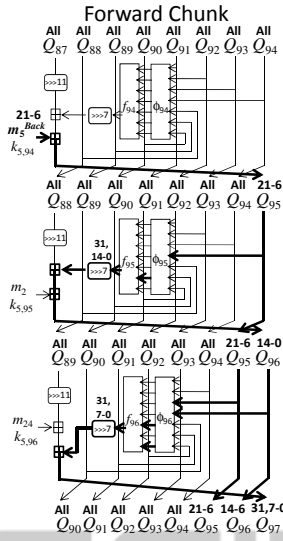 Forward Chunk
All All All All All All All All
Q87 Q88 Q89 Q90 Q91 Q92 Q93 Q94
>>>11
21-6
>>>7 f94 ϕ94
m5^Back
k5,94
All All All All All All All 21-6
Q88 Q89 Q90 Q91 Q92 Q93 Q94 Q95
>>>11
31,
14-0
>>>7 f95 ϕ95
m2
k5,95
All All All All All All 21-6 14-0
Q89 Q90 Q91 Q92 Q93 Q94 Q95 Q96
>>>11
31,
7-0
m24
>>>7 f96 ϕ96
k5,96
All All All All All 21-6 14-6 31,7-0
Q90 Q91 Q92 Q93 Q94 Q95 Q96 Q97